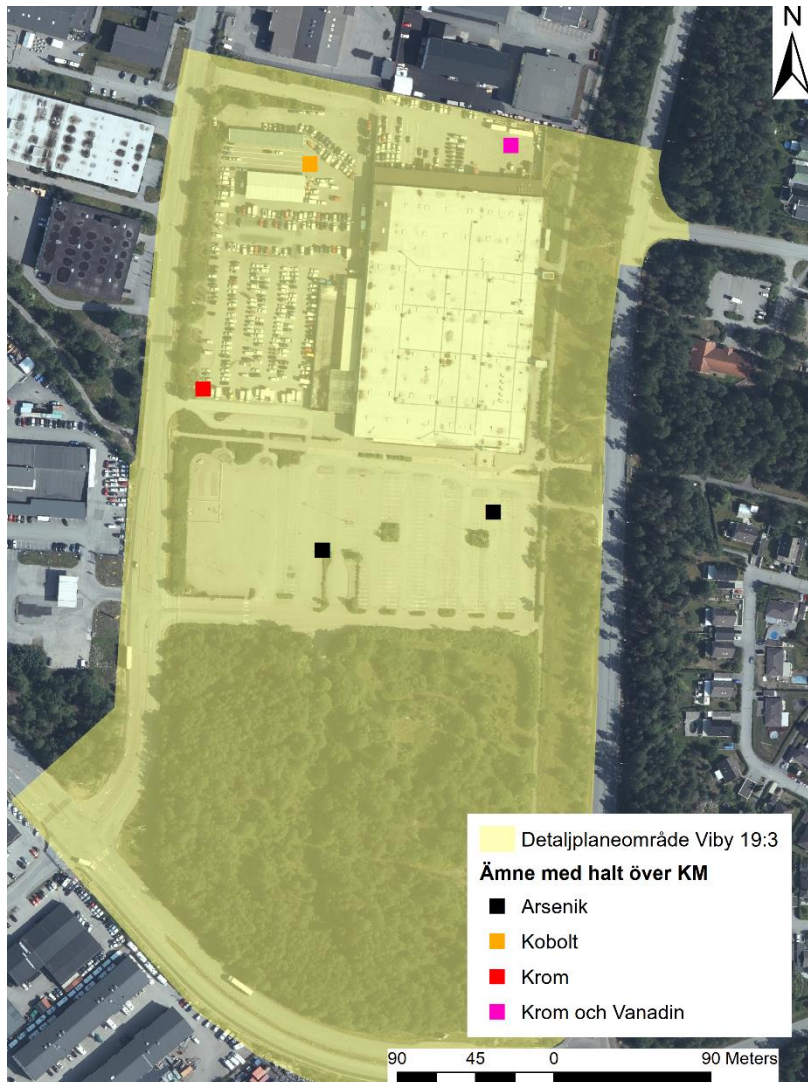 N
Detaljplaneområde Viby 19:3
Ämne med halt över KM
Arsenik
Kobolt
Krom
Krom och Vanadin
90 45 0 90 Meters